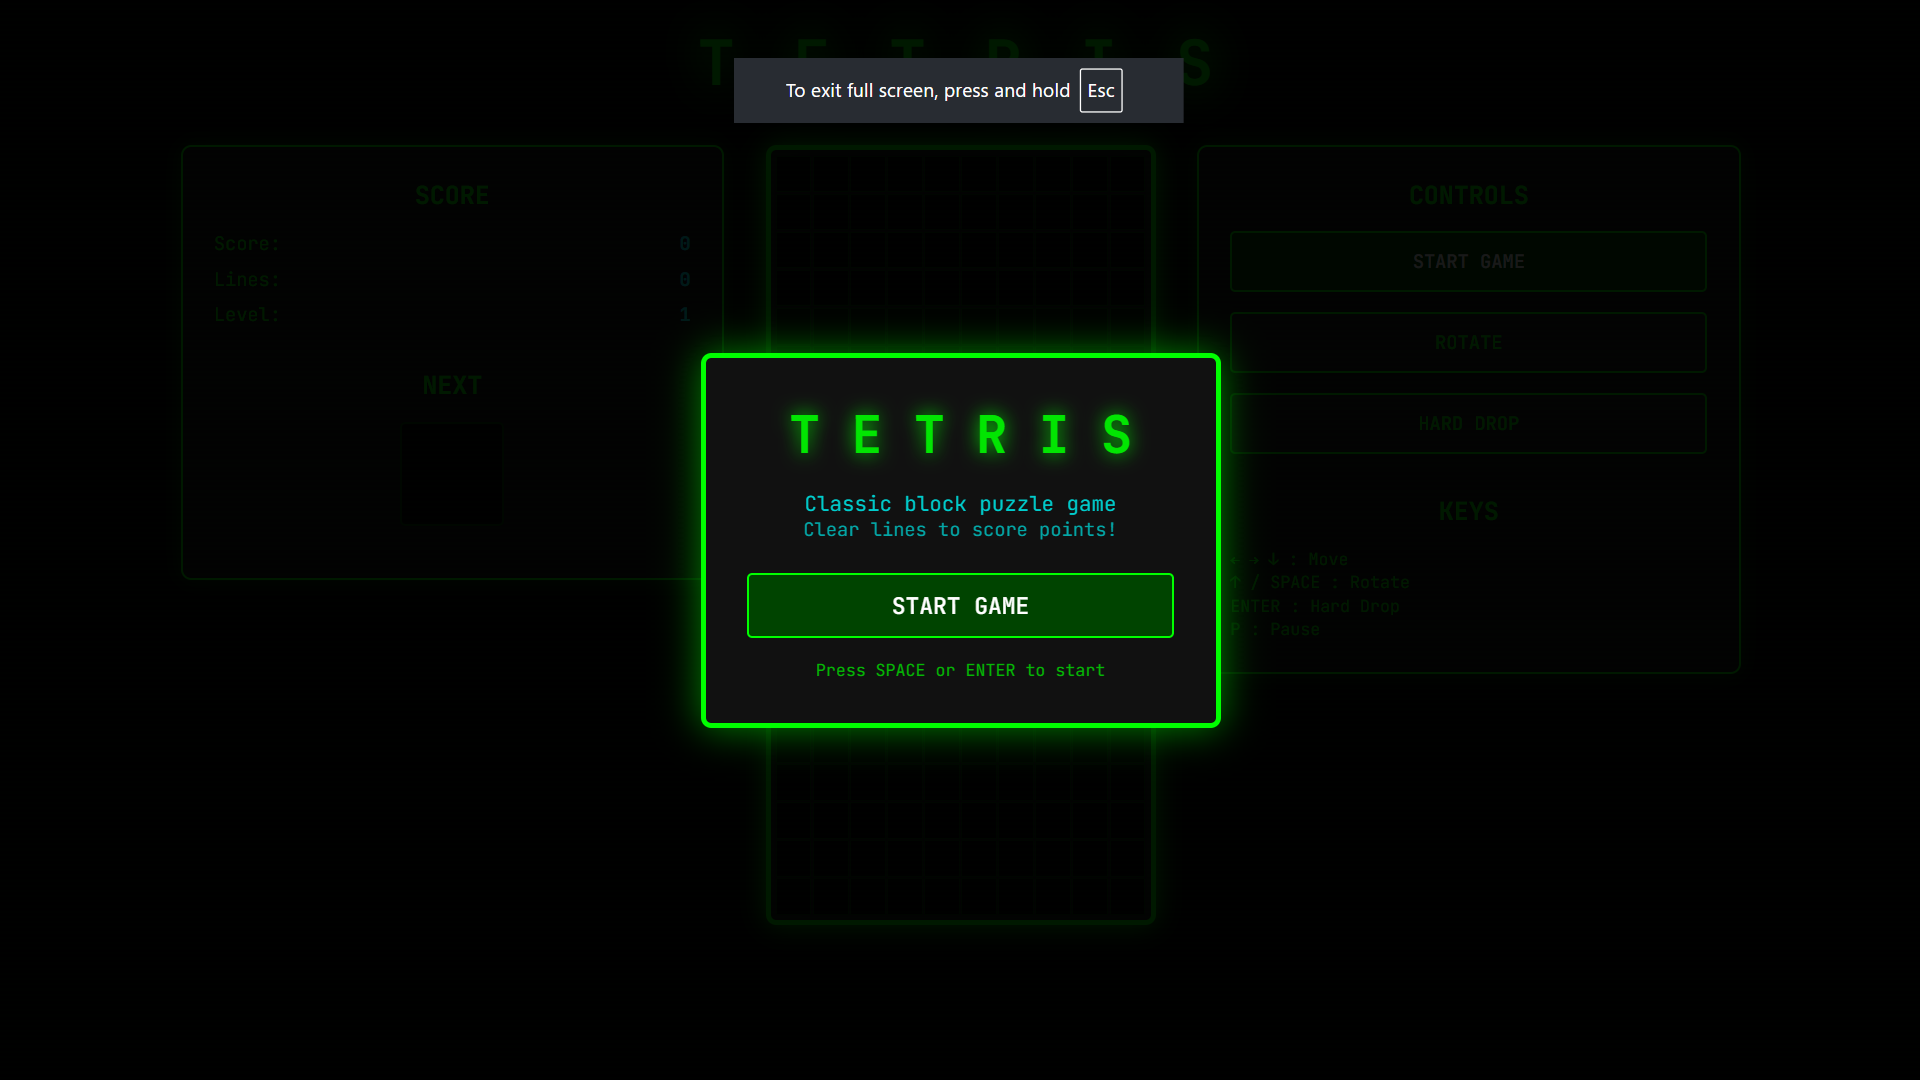 T E T R I S
To exit full screen, press and hold Esc
SCORE
Score: 0
Lines: 0
Level: 1
NEXT
T E T R I S
Classic block puzzle game
Clear lines to score points!
START GAME
Press SPACE or ENTER to start
CONTROLS
START GAME
ROTATE
HARD DROP
KEYS
← → ↓ : Move
↑ / SPACE : Rotate
ENTER : Hard Drop
P : Pause